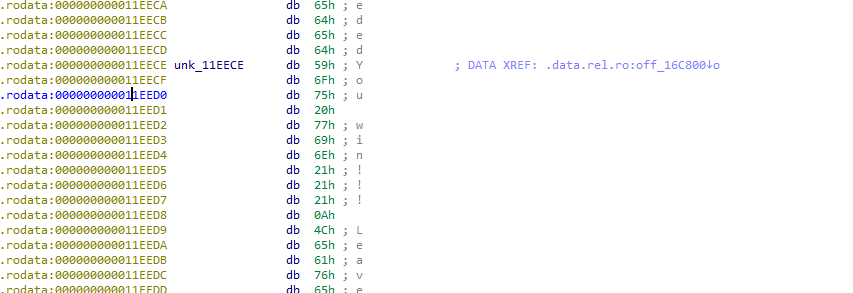 .rodata:000000000011EECA db 65h ; e
.rodata:000000000011EECB db 64h ; d
.rodata:000000000011EECC db 65h ; e
.rodata:000000000011EECD db 64h ; d
.rodata:000000000011EECE unk_11EECE db 59h ; Y ; DATA XREF: .data.rel.ro:off_16C800↓o
.rodata:000000000011EECF db 6Fh ; o
.rodata:000000000011EED0 db 75h ; u
.rodata:000000000011EED1 db 20h
.rodata:000000000011EED2 db 77h ; w
.rodata:000000000011EED3 db 69h ; i
.rodata:000000000011EED4 db 6Eh ; n
.rodata:000000000011EED5 db 21h ; !
.rodata:000000000011EED6 db 21h ; !
.rodata:000000000011EED7 db 21h ; !
.rodata:000000000011EED8 db 0Ah
.rodata:000000000011EED9 db 4Ch ; L
.rodata:000000000011EEDA db 65h ; e
.rodata:000000000011EEDB db 61h ; a
.rodata:000000000011EEDC db 76h ; v
.rodata:000000000011EEDD db 65h ; e